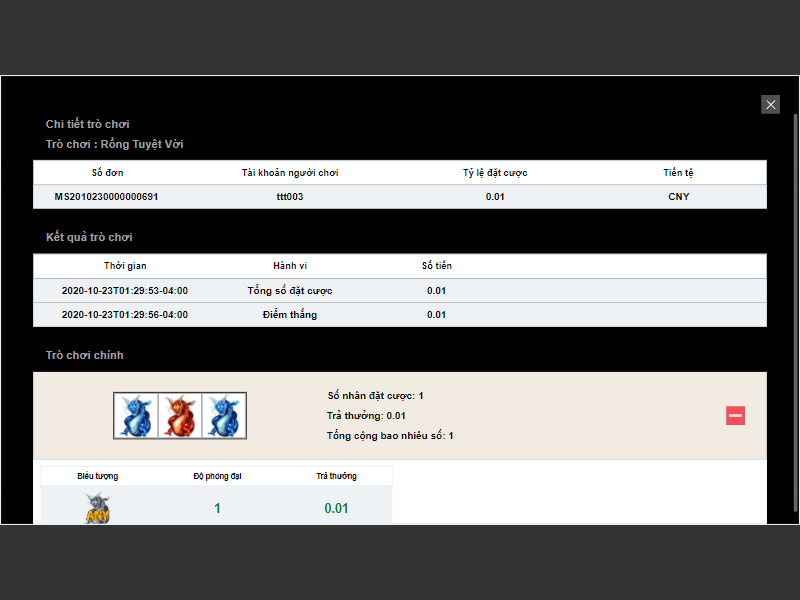 Chi tiết trò chơi
Trò chơi : Rồng Tuyệt Vời
Số đơn Tài khoản người chơi Tỷ lệ đặt cược Tiền tệ
MS2010230000000691 ttt003 0.01 CNY
Kết quả trò chơi
Thời gian Hành vi Số tiền
2020-10-23T01:29:53-04:00 Tổng số đặt cược 0.01
2020-10-23T01:29:56-04:00 Điểm thắng 0.01
Trò chơi chính
Số nhân đặt cược: 1
Trả thưởng: 0.01
Tổng cộng bao nhiêu số: 1
Biểu tượng Độ phóng đại Trả thưởng
ANY 1 0.01